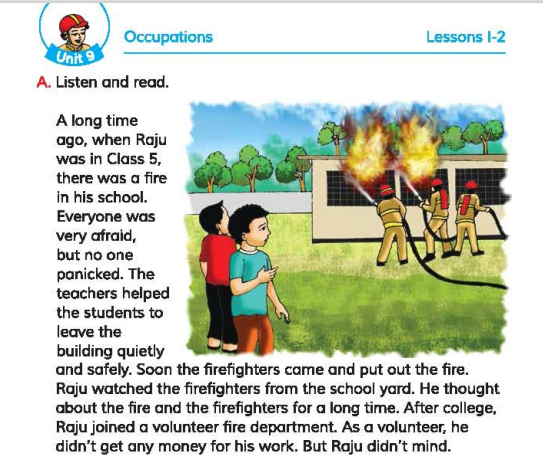 Unit 9
Occupations
Lessons 1-2
A. Listen and read.
A long time
ago, when Raju
was in Class 5,
there was a fire
in his school.
Everyone was
very afraid,
but no one
panicked. The
teachers helped
the students to
leave the
building quietly
and safely. Soon the firefighters came and put out the fire.
Raju watched the firefighters from the school yard. He thought
about the fire and the firefighters for a long time. After college,
Raju joined a volunteer fire department. As a volunteer, he
didn't get any money for his work. But Raju didn't mind.